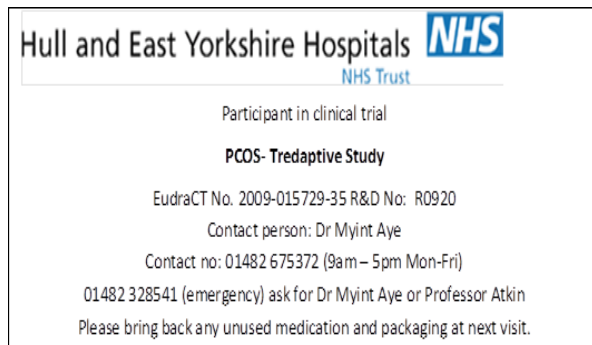 Hull and East Yorkshire Hospitals NHS
NHS Trust
Participant in clinical trial
PCOS- Tredaptive Study
EudraCT No. 2009-015729-35 R&D No: R0920
Contact person: Dr Myint Aye
Contact no: 01482 675372 (9am – 5pm Mon-Fri)
01482 328541 (emergency) ask for Dr Myint Aye or Professor Atkin
Please bring back any unused medication and packaging at next visit.